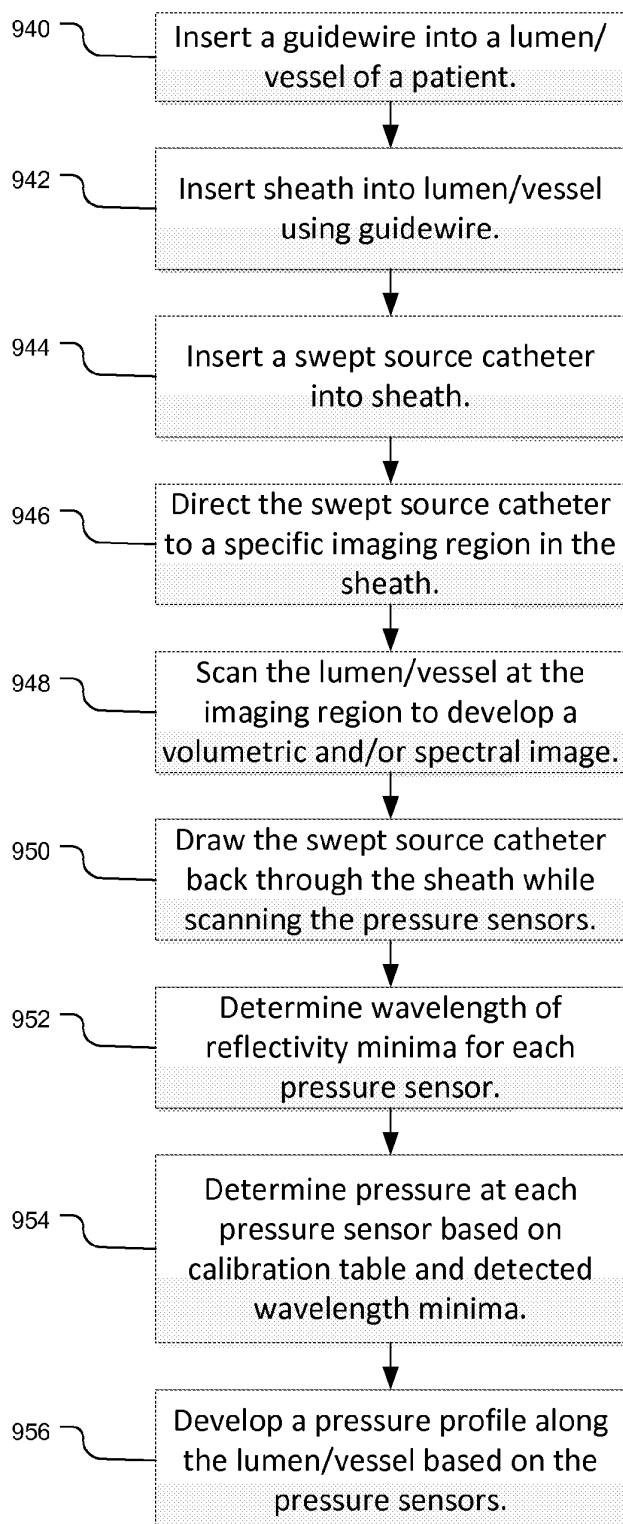 940
Insert a guidewire into a lumen/
vessel of a patient.
942
Insert sheath into lumen/vessel
using guidewire.
944
Insert a swept source catheter
into sheath.
946
Direct the swept source catheter
to a specific imaging region in the
sheath.
948
Scan the lumen/vessel at the
imaging region to develop a
volumetric and/or spectral image.
950
Draw the swept source catheter
back through the sheath while
scanning the pressure sensors.
952
Determine wavelength of
reflectivity minima for each
pressure sensor.
954
Determine pressure at each
pressure sensor based on
calibration table and detected
wavelength minima.
956
Develop a pressure profile along
the lumen/vessel based on the
pressure sensors.